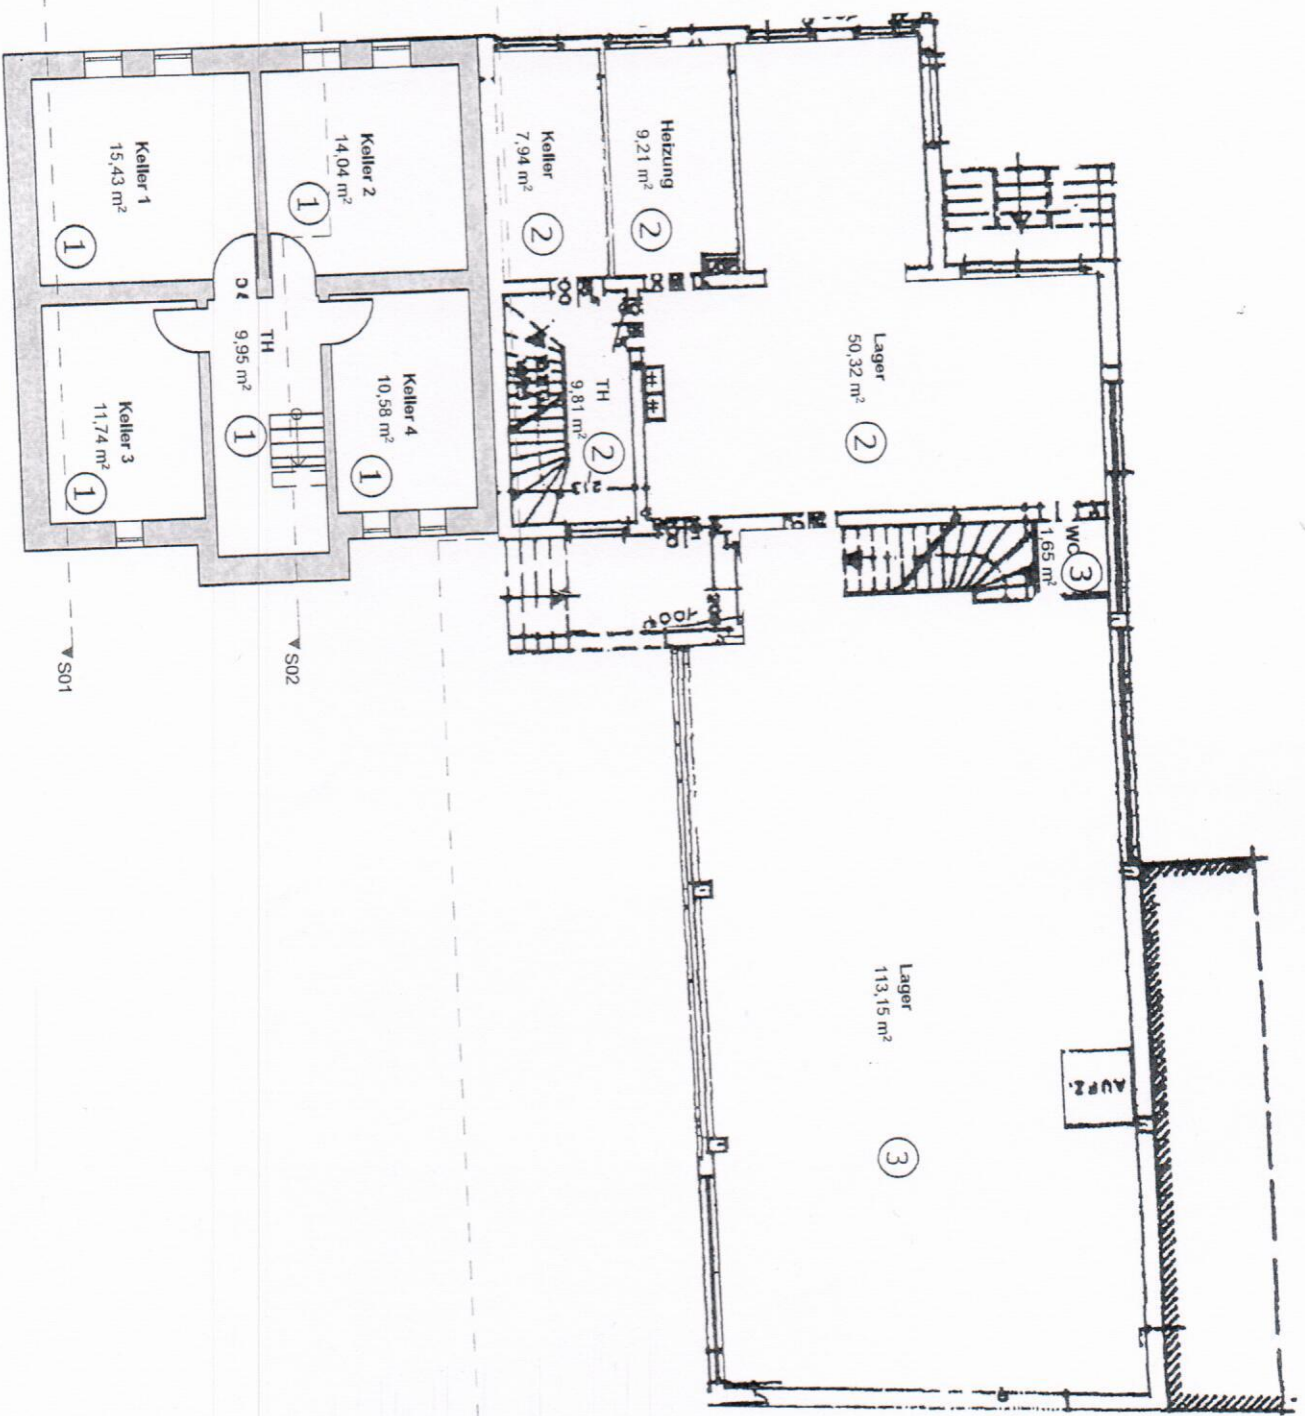 Keller 1
15,43 m²
1
Keller 2
14,04 m²
1
Keller
7,94 m²
2
Heizung
9,21 m²
2
Lager
50,32 m²
2
TH
9,95 m²
1
Keller 3
11,74 m²
1
Keller 4
10,58 m²
1
TH
9,81 m²
2
213
WC
1,65 m²
3
S01
S02
Lager
113,15 m²
3
AUFZ.